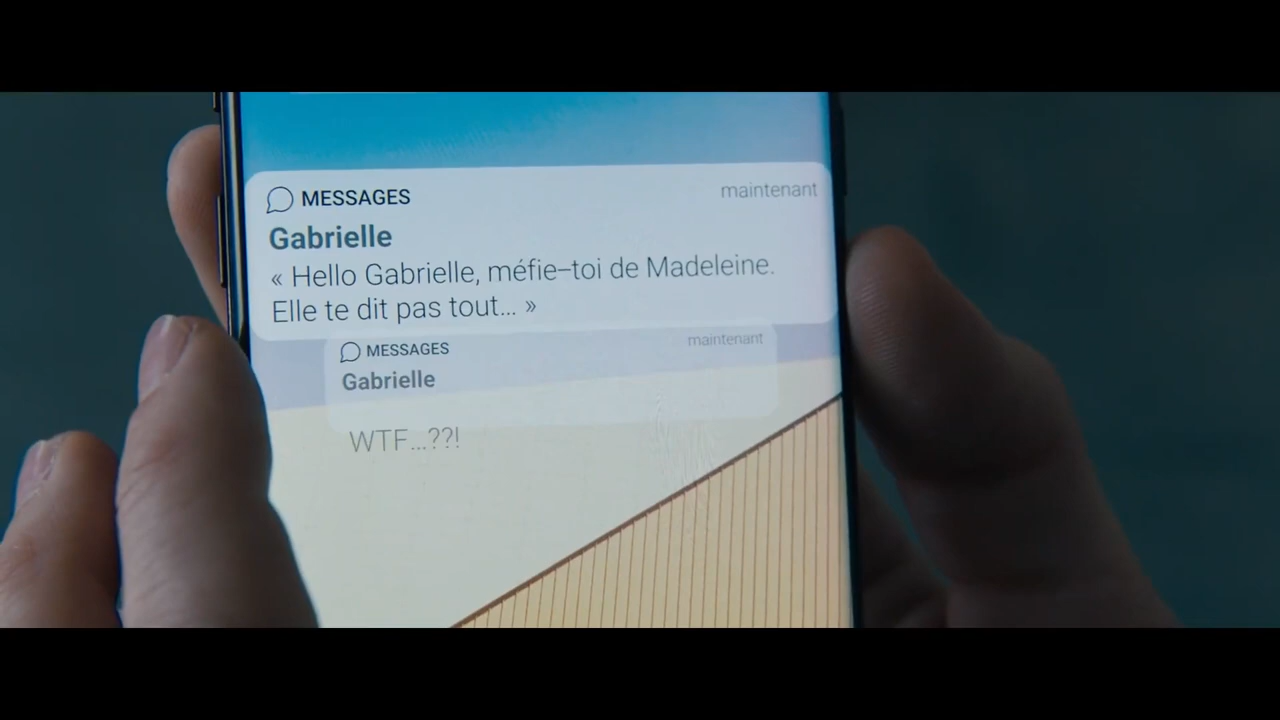 MESSAGES
maintenant
Gabrielle
« Hello Gabrielle, méfie-toi de Madeleine.
Elle te dit pas tout... »
MESSAGES
maintenant
Gabrielle
WTF...??!